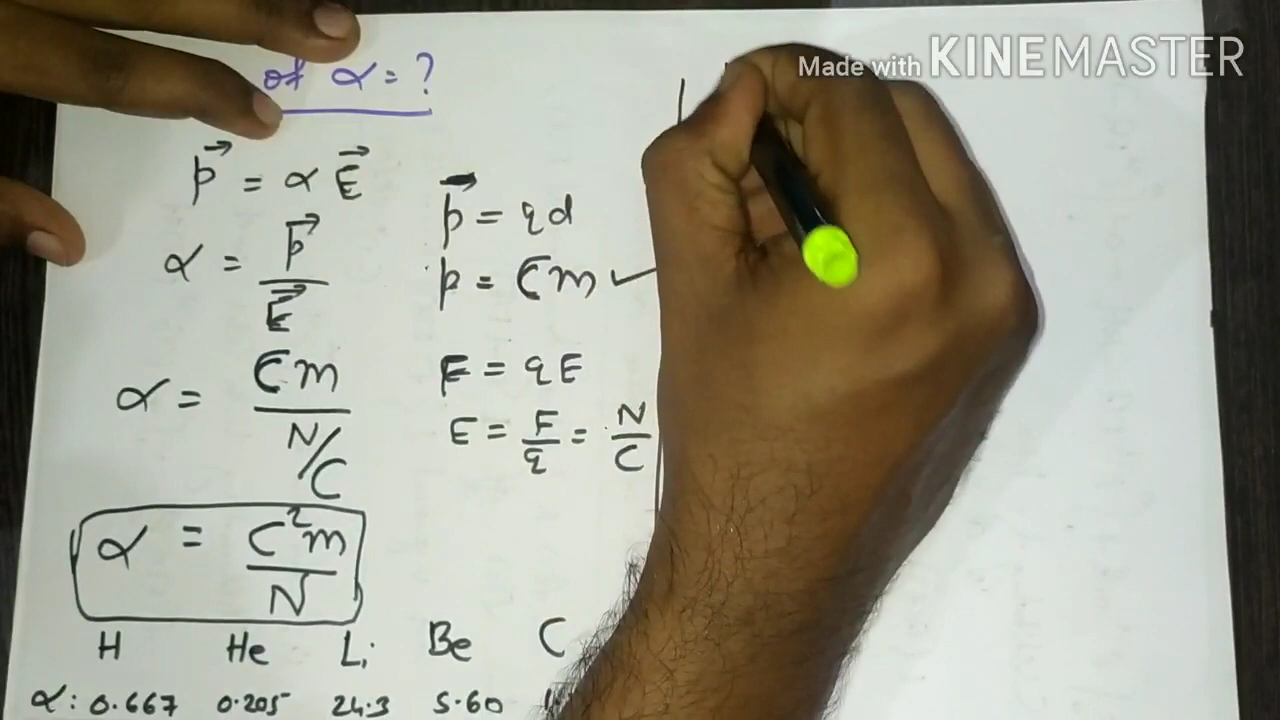 Made with KINEMASTER
of α = ?
p⃗ = α E⃗
α = p⃗ / E⃗
α = Cm / N/C
α = C²m / N
p⃗ = qd
p = Cm ✓
F = qE
E = F/q = N/C
H He Li Be C
α: 0.667 0.205 24.3 5.60